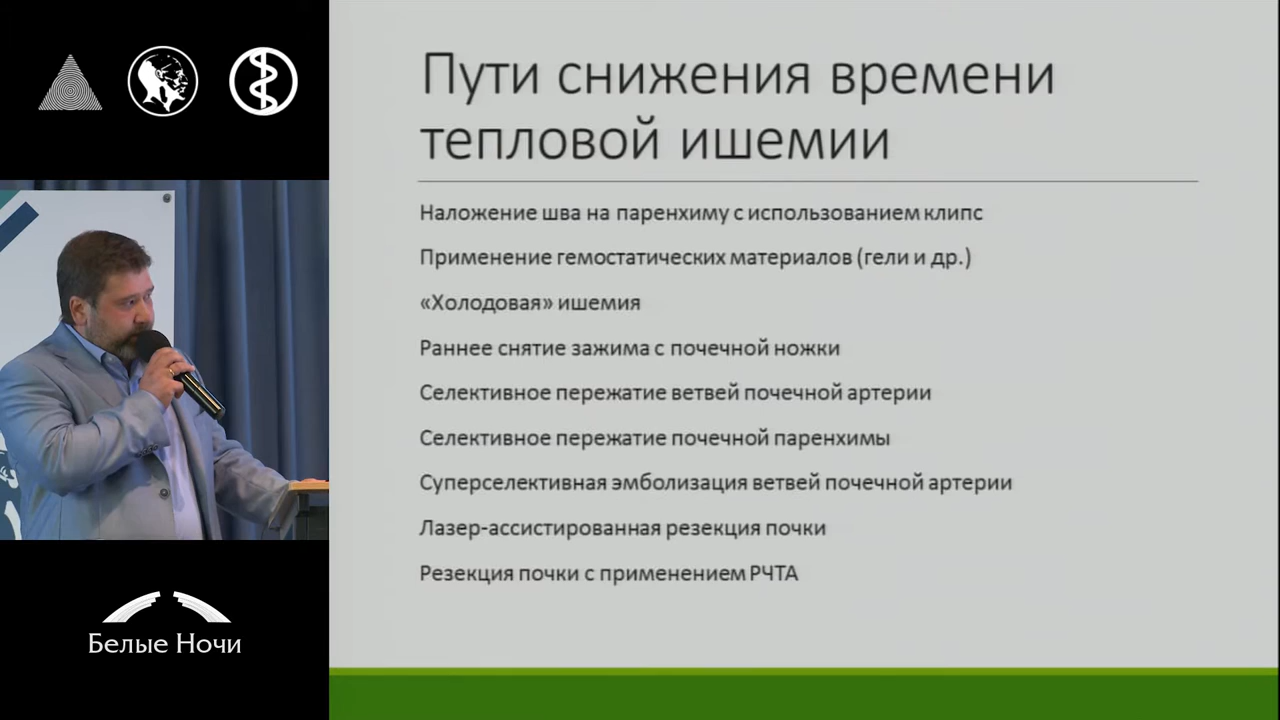 Пути снижения времени
тепловой ишемии
Наложение шва на паренхиму с использованием клипс
Применение гемостатических материалов (гели и др.)
«Холодовая» ишемия
Раннее снятие зажима с почечной ножки
Селективное пережатие ветвей почечной артерии
Селективное пережатие почечной паренхимы
Суперселективная эмболизация ветвей почечной артерии
Лазер-ассистированная резекция почки
Резекция почки с применением РЧТА
Белые Ночи